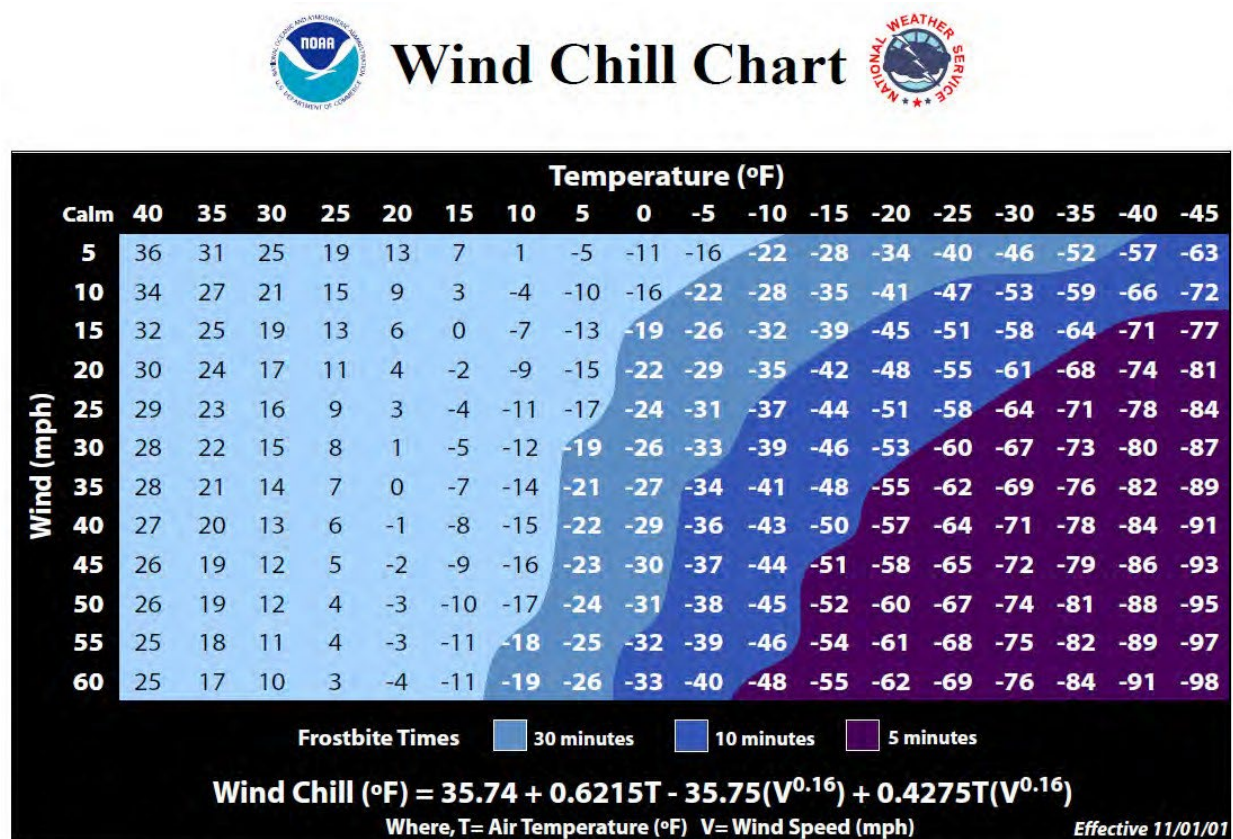 NATIONAL OCEANIC AND ATMOSPHERIC ADMINISTRATION
NOAA
U.S. DEPARTMENT OF COMMERCE
Wind Chill Chart
NATIONAL WEATHER SERVICE
Temperature (ºF)
Calm 40 35 30 25 20 15 10 5 0 -5 -10 -15 -20 -25 -30 -35 -40 -45
Wind (mph)
5 36 31 25 19 13 7 1 -5 -11 -16 -22 -28 -34 -40 -46 -52 -57 -63
10 34 27 21 15 9 3 -4 -10 -16 -22 -28 -35 -41 -47 -53 -59 -66 -72
15 32 25 19 13 6 0 -7 -13 -19 -26 -32 -39 -45 -51 -58 -64 -71 -77
20 30 24 17 11 4 -2 -9 -15 -22 -29 -35 -42 -48 -55 -61 -68 -74 -81
25 29 23 16 9 3 -4 -11 -17 -24 -31 -37 -44 -51 -58 -64 -71 -78 -84
30 28 22 15 8 1 -5 -12 -19 -26 -33 -39 -46 -53 -60 -67 -73 -80 -87
35 28 21 14 7 0 -7 -14 -21 -27 -34 -41 -48 -55 -62 -69 -76 -82 -89
40 27 20 13 6 -1 -8 -15 -22 -29 -36 -43 -50 -57 -64 -71 -78 -84 -91
45 26 19 12 5 -2 -9 -16 -23 -30 -37 -44 -51 -58 -65 -72 -79 -86 -93
50 26 19 12 4 -3 -10 -17 -24 -31 -38 -45 -52 -60 -67 -74 -81 -88 -95
55 25 18 11 4 -3 -11 -18 -25 -32 -39 -46 -54 -61 -68 -75 -82 -89 -97
60 25 17 10 3 -4 -11 -19 -26 -33 -40 -48 -55 -62 -69 -76 -84 -91 -98
Frostbite Times 30 minutes 10 minutes 5 minutes
Wind Chill (ºF) = 35.74 + 0.6215T - 35.75(V^0.16) + 0.4275T(V^0.16)
Where, T= Air Temperature (ºF) V= Wind Speed (mph)
Effective 11/01/01